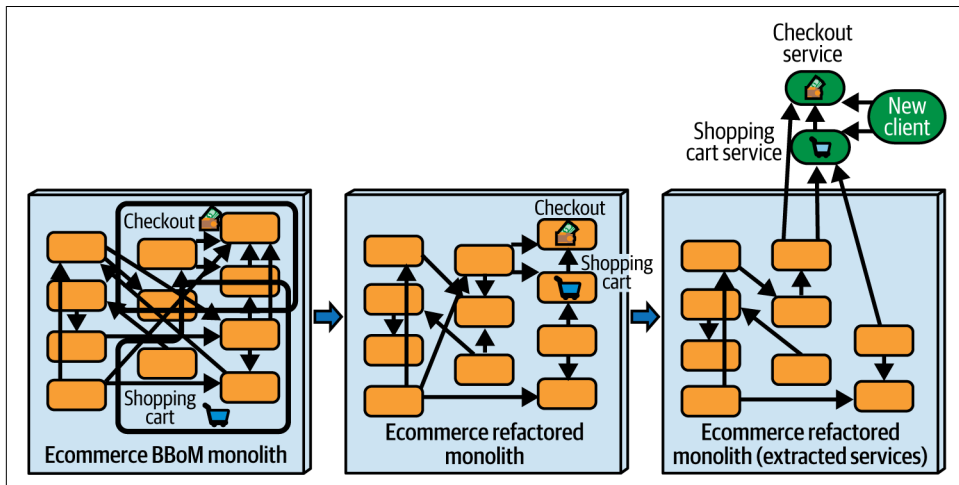 Checkout
service
New
client
Shopping
cart service
Checkout
Shopping
cart
Ecommerce BBoM monolith
Checkout
Shopping
cart
Ecommerce refactored
monolith
Ecommerce refactored
monolith (extracted services)